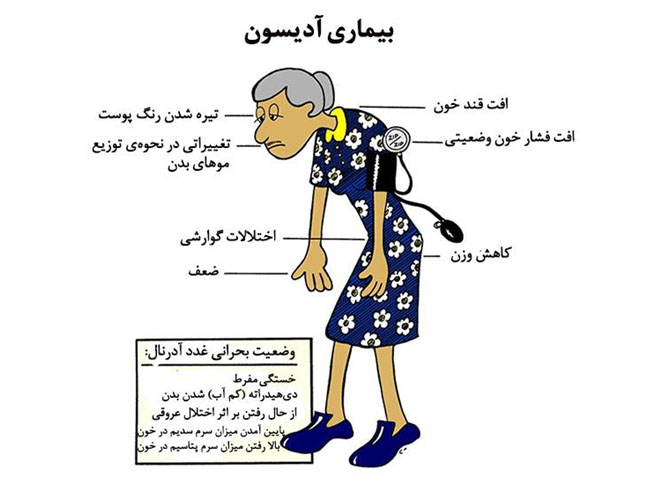 بیماری آدیسون
افت قند خون
تیره شدن رنگ پوست
افت فشار خون وضعیتی
تغییراتی در نحوه‌ی توزیع
موهای بدن
اختلالات گوارشی
کاهش وزن
ضعف
وضعیت بحرانی غدد آدرنال:
خستگی مفرط
دی‌هیدراته (کم آب) شدن بدن
از حال رفتن بر اثر اختلال عروقی
پایین آمدن میزان سرم سدیم در خون
بالا رفتن میزان سرم پتاسیم در خون